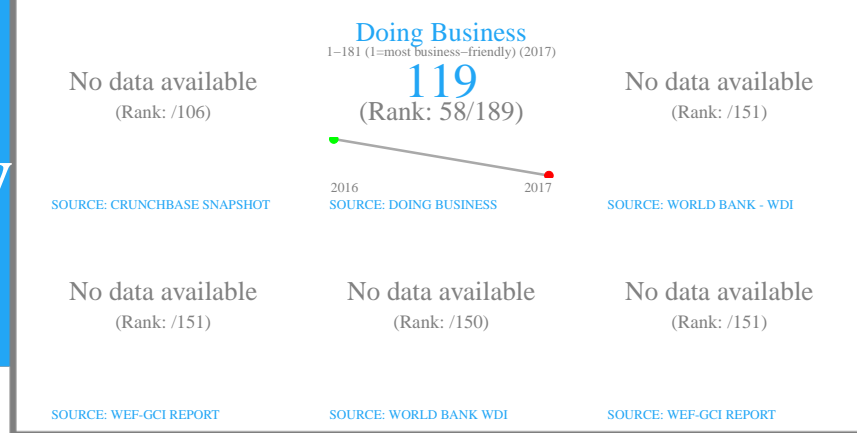 Doing Business
1−181 (1=most business−friendly) (2017)
No data available
119
No data available
(Rank: /106)
(Rank: 58/189)
(Rank: /151)
y
2016
2017
SOURCE: CRUNCHBASE SNAPSHOT
SOURCE: DOING BUSINESS
SOURCE: WORLD BANK - WDI
No data available
No data available
No data available
(Rank: /151)
(Rank: /150)
(Rank: /151)
SOURCE: WEF-GCI REPORT
SOURCE: WORLD BANK WDI
SOURCE: WEF-GCI REPORT